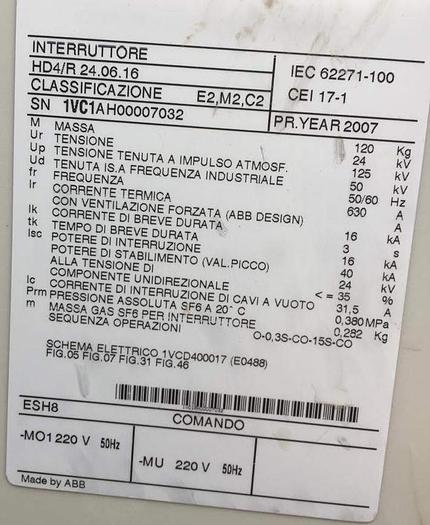 INTERRUTTORE
HD4/R 24.06.16
IEC 62271-100
CLASSIFICAZIONE E2,M2,C2
CEI 17-1
SN 1VC1AH00007032
PR.YEAR 2007
M MASSA 120 Kg
Ur TENSIONE 24 kV
Up TENSIONE TENUTA A IMPULSO ATMOSF. 125 kV
Ud TENUTA IS.A FREQUENZA INDUSTRIALE 50 kV
fr FREQUENZA 50/60 Hz
Ir CORRENTE TERMICA 630 A
CON VENTILAZIONE FORZATA (ABB DESIGN) A
Ik CORRENTE DI BREVE DURATA 16 kA
tk TEMPO DI BREVE DURATA 3 s
Isc POTERE DI INTERRUZIONE 16 kA
POTERE DI STABILIMENTO (VAL.PICCO) 40 kA
ALLA TENSIONE DI 24 kV
COMPONENTE UNIDIREZIONALE <= 35 %
Ic CORRENTE DI INTERRUZIONE DI CAVI A VUOTO 31,5 A
Prm PRESSIONE ASSOLUTA SF6 A 20° C 0,380 MPa
m MASSA GAS SF6 PER INTERRUTTORE 0,282 Kg
SEQUENZA OPERAZIONI O-0,3S-CO-15S-CO
SCHEMA ELETTRICO 1VCD400017 (E0488)
FIG.05 FIG.07 FIG.31 FIG.46
ESH8
COMANDO
-MO1 220 V 50Hz
-MU 220 V 50Hz
Made by ABB